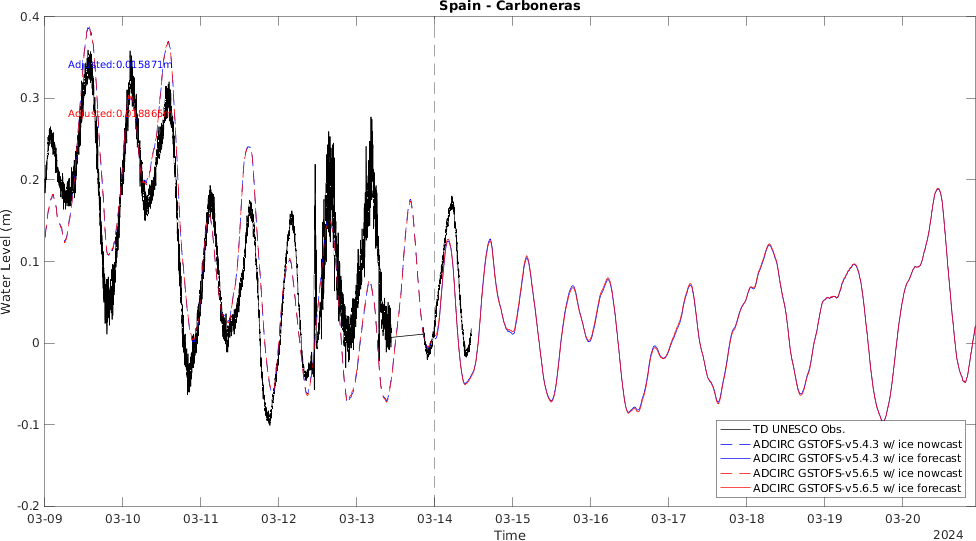 Spain - Carboneras
0.4
0.3
0.2
0.1
0
-0.1
-0.2
Water Level (m)
Adjusted:0.015871m
Adjusted:0.01886
03-09 03-10 03-11 03-12 03-13 03-14 03-15 03-16 03-17 03-18 03-19 03-20
Time
2024
TD UNESCO Obs.
ADCIRC GSTOFS-v5.4.3 w/ ice nowcast
ADCIRC GSTOFS-v5.4.3 w/ ice forecast
ADCIRC GSTOFS-v5.6.5 w/ ice nowcast
ADCIRC GSTOFS-v5.6.5 w/ ice forecast